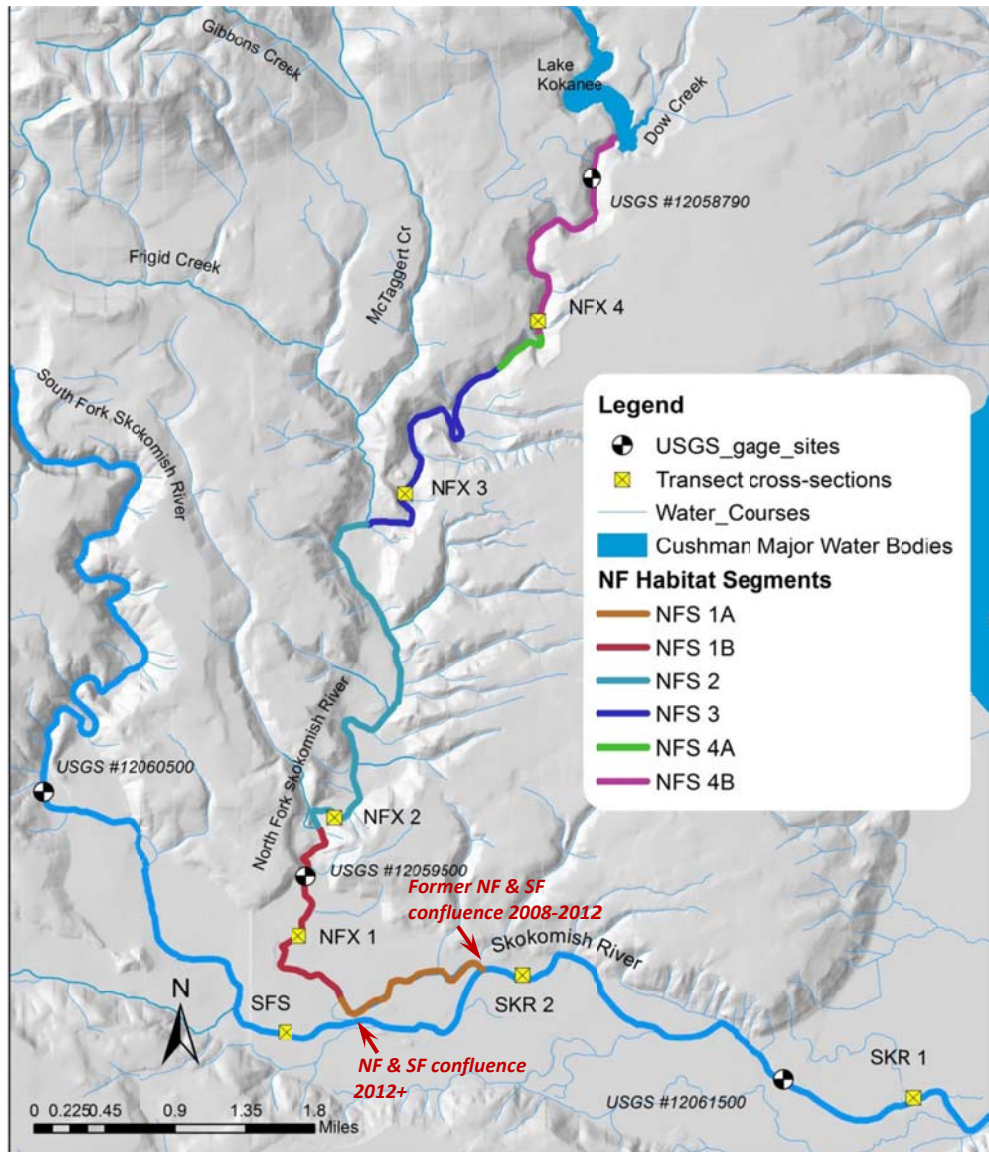 Gibbons Creek
Lake
Kokanee
Dow Creek
USGS #12058790
Frigid Creek
McTaggert Cr
NFX 4
South Fork Skokomish River
Legend
USGS_gage_sites
Transect cross-sections
Water_Courses
Cushman Major Water Bodies
NF Habitat Segments
NFS 1A
NFS 1B
NFS 2
NFS 3
NFS 4A
NFS 4B
NFX 3
North Fork Skokomish River
USGS #12060500
NFX 2
USGS #12059500
Former NF & SF
confluence 2008-2012
NFX 1
Skokomish River
N
SFS
SKR 2
NF & SF confluence
2012+
SKR 1
USGS #12061500
0 0.225 0.45 0.9 1.35 1.8
Miles